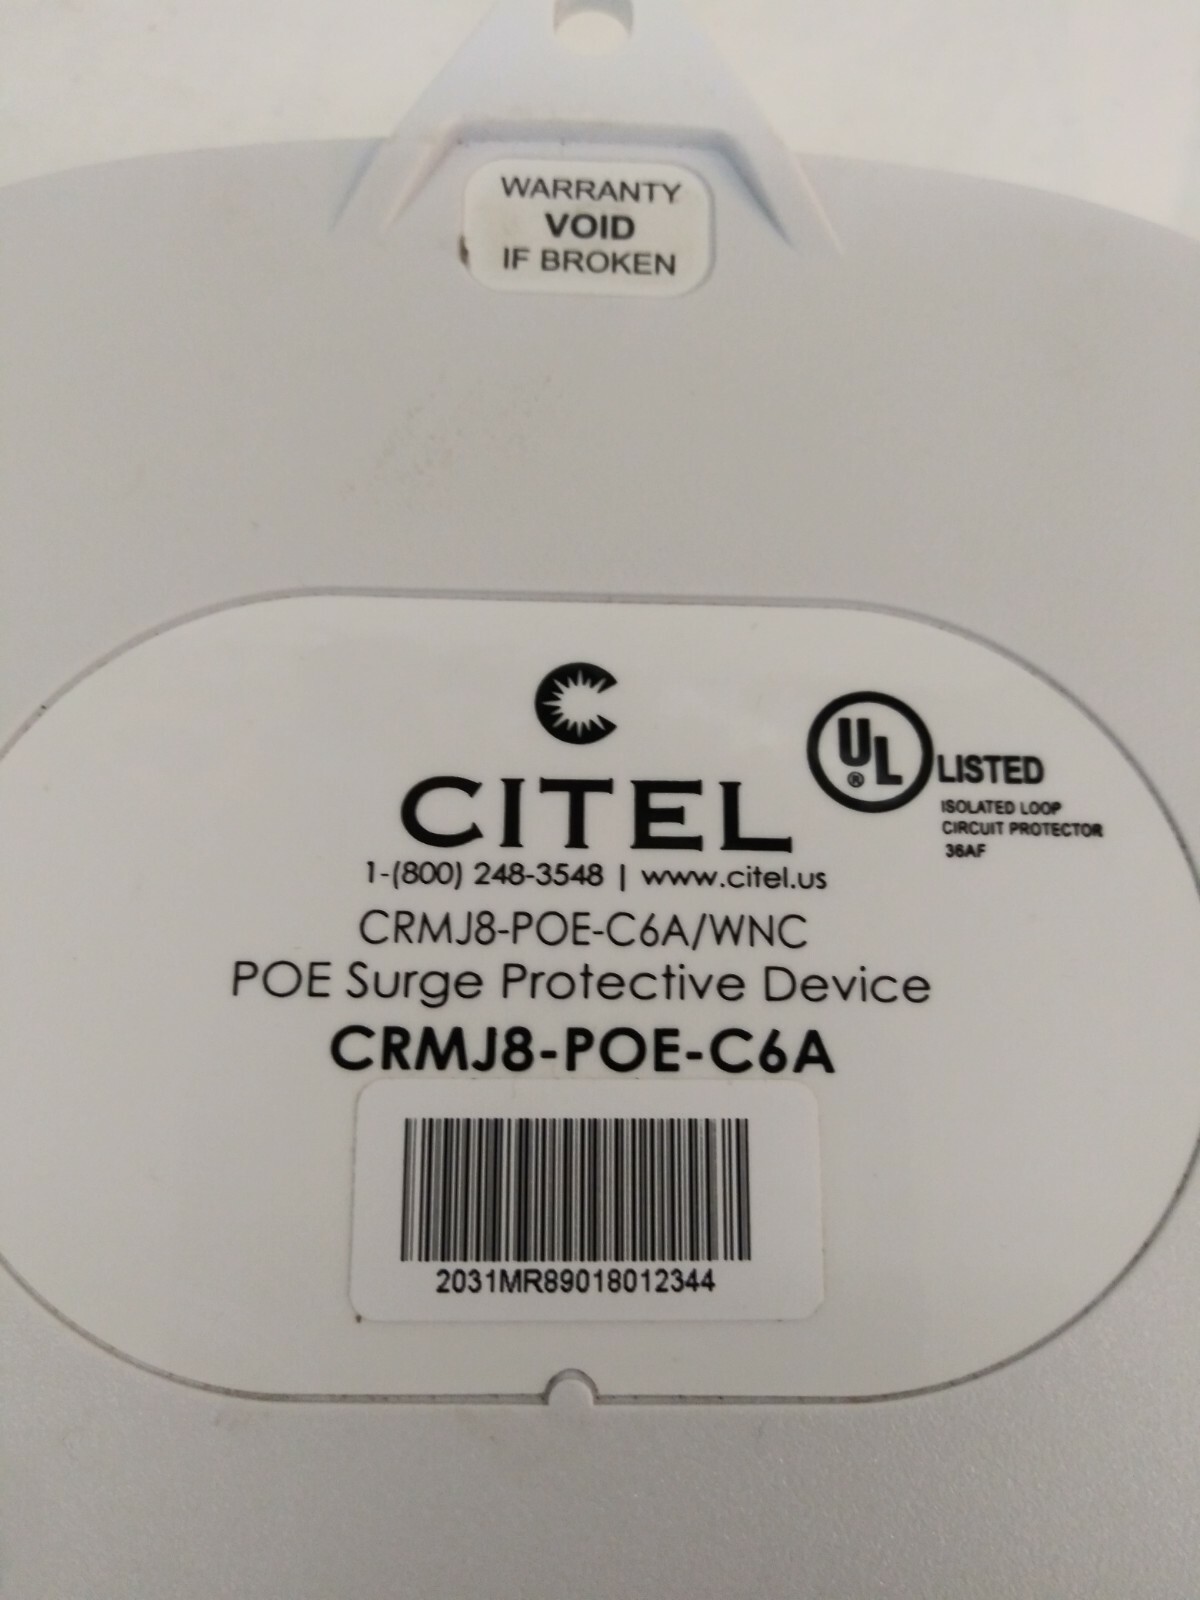 WARRANTY
VOID
IF BROKEN
CITEL
UL
®
LISTED
ISOLATED LOOP
CIRCUIT PROTECTOR
36AF
1-(800) 248-3548 | www.citel.us
CRMJ8-POE-C6A/WNC
POE Surge Protective Device
CRMJ8-POE-C6A
2031MR89018012344